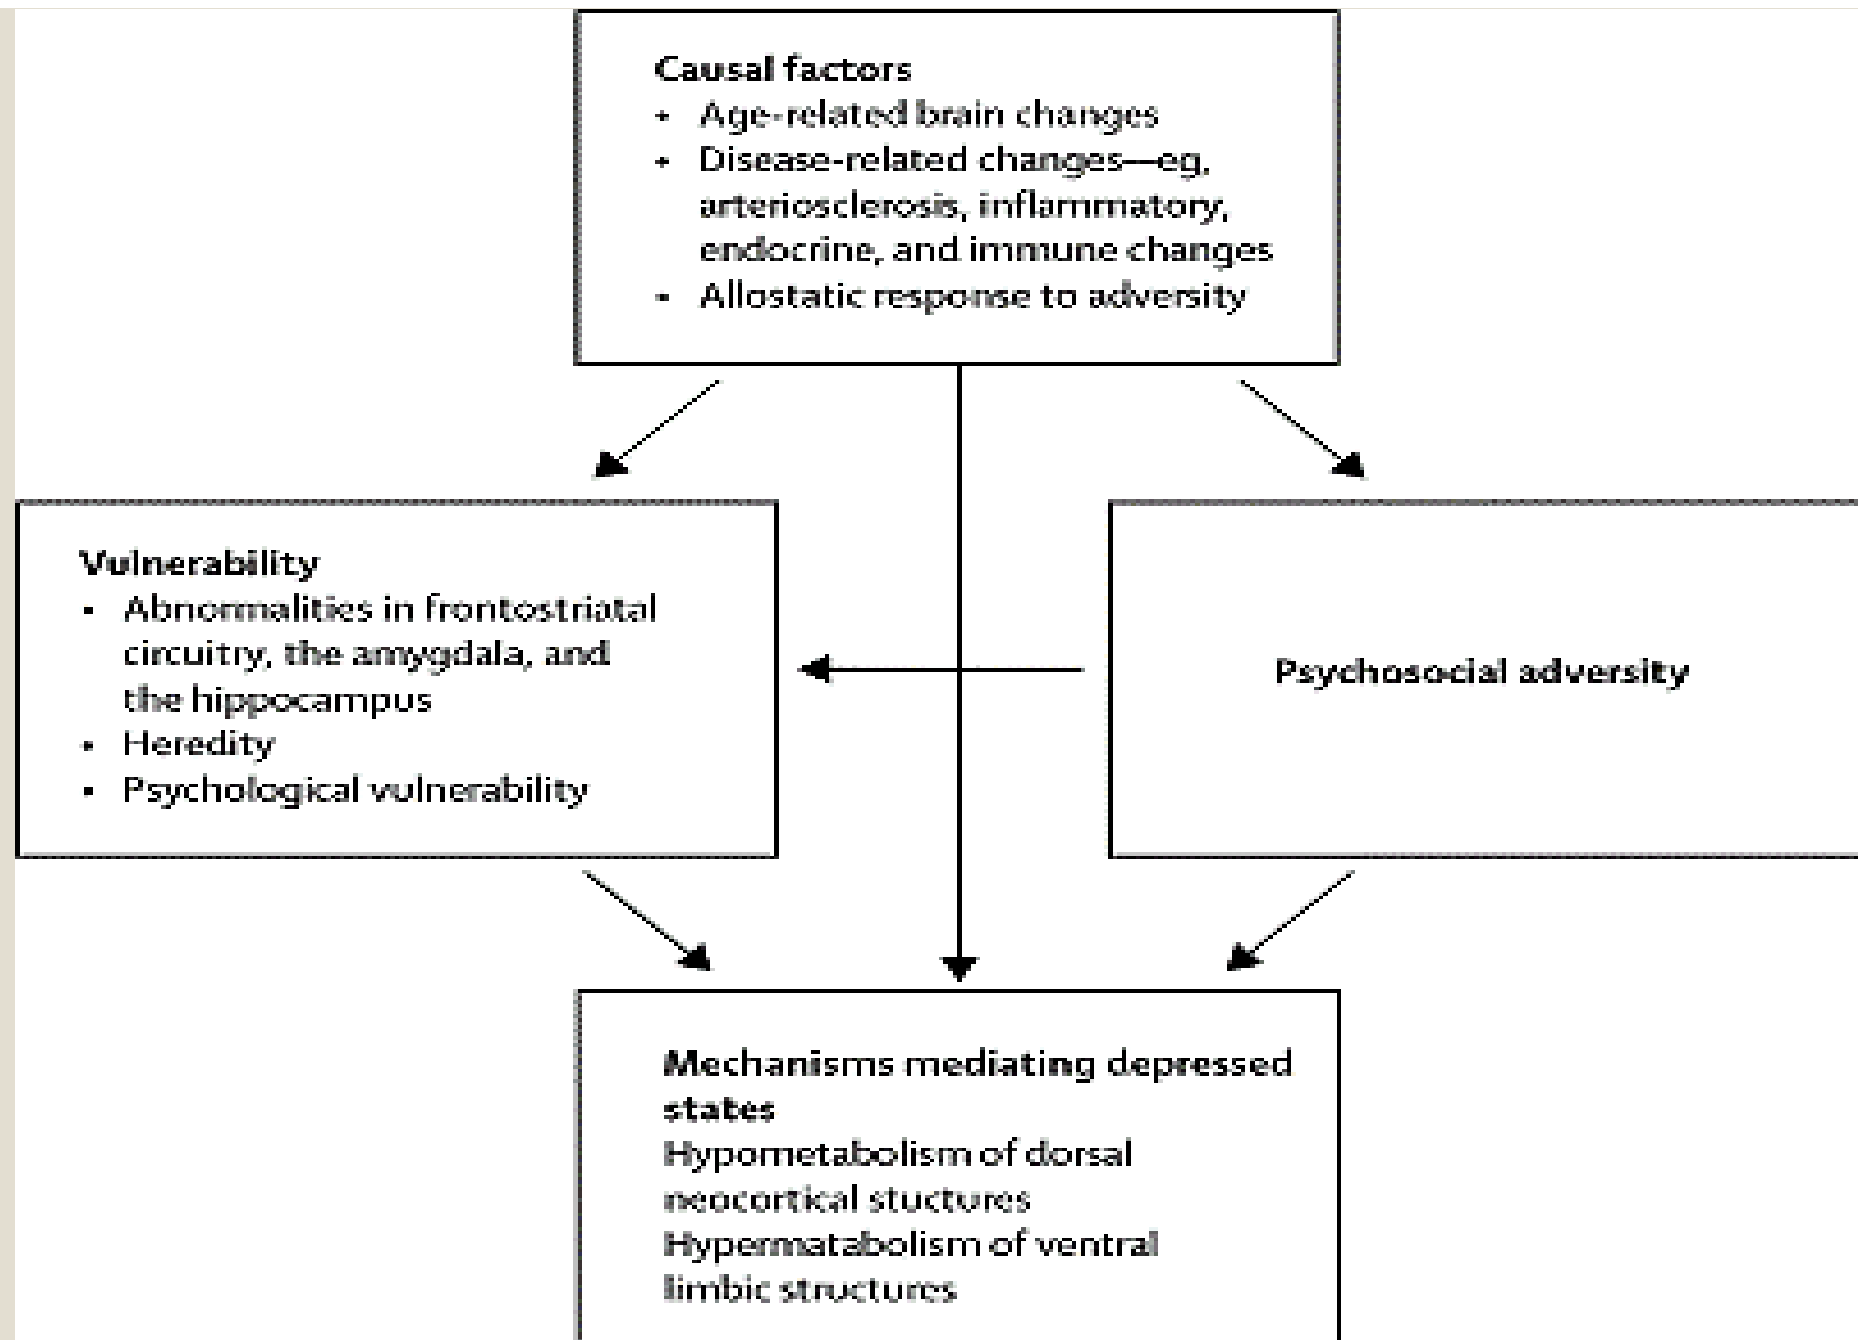 Causal factors
• Age-related brain changes
• Disease-related changes—eg,
arteriosclerosis, inflammatory,
endocrine, and immune changes
• Allostatic response to adversity
Vulnerability
• Abnormalities in frontostriatal
circuitry, the amygdala, and
the hippocampus
• Heredity
• Psychological vulnerability
Psychosocial adversity
Mechanisms mediating depressed
states
Hypometabolism of dorsal
neocortical stuctures
Hypermatabolism of ventral
limbic structures